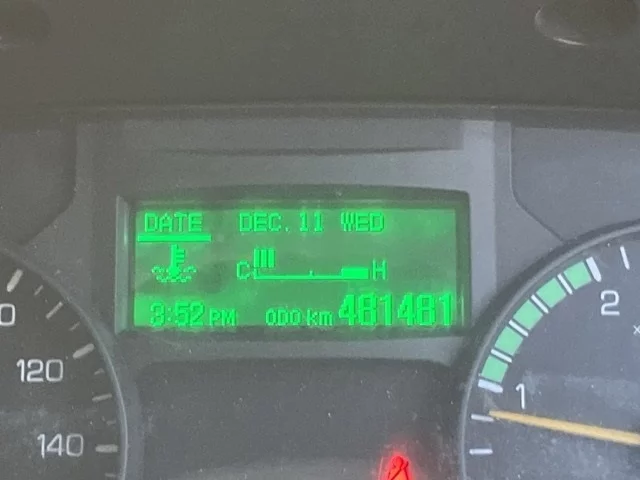 DATE DEC. 11 WED
C H
3:52 PM ODO km 481481
120
140
1
2